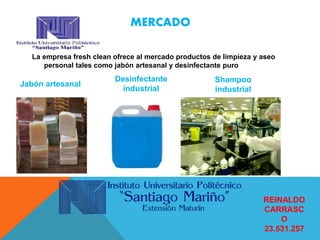 MERCADO
Instituto Universitario Politécnico
"Santiago Mariño"
La empresa fresh clean ofrece al mercado productos de limpieza y aseo
personal tales como jabón artesanal y desinfectante puro
Jabón artesanal
Desinfectante
industrial
Shampoo
industrial
Instituto Universitario Politécnico
"Santiago Mariño"
Extensión Maturín
REINALDO
CARRASC
O
23.531.257